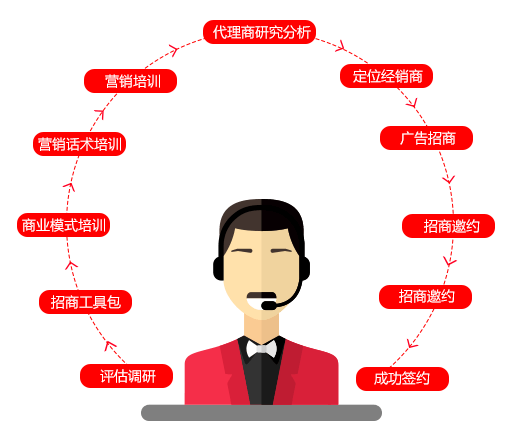 代理商研究分析
营销培训
定位经销商
营销话术培训
广告招商
商业模式培训
招商邀约
招商工具包
招商邀约
评估调研
成功签约